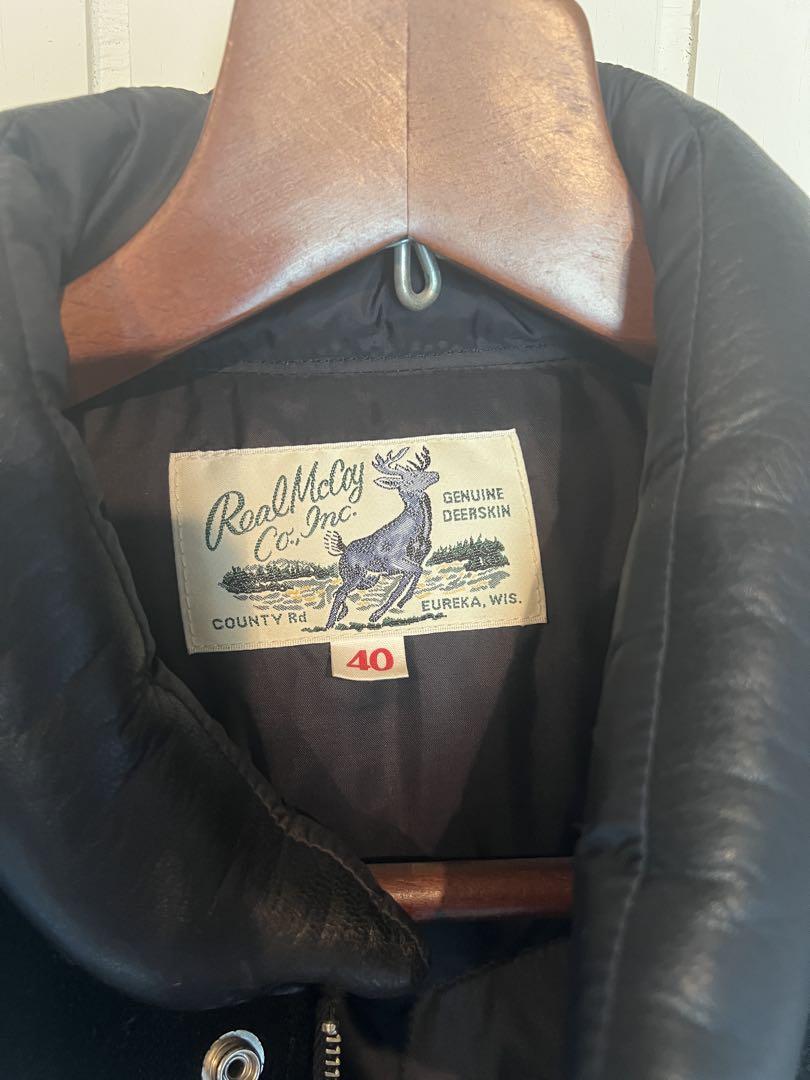 Real McCoy
Co., Inc.
GENUINE
DEERSKIN
COUNTY Rd
EUREKA, WIS.
40